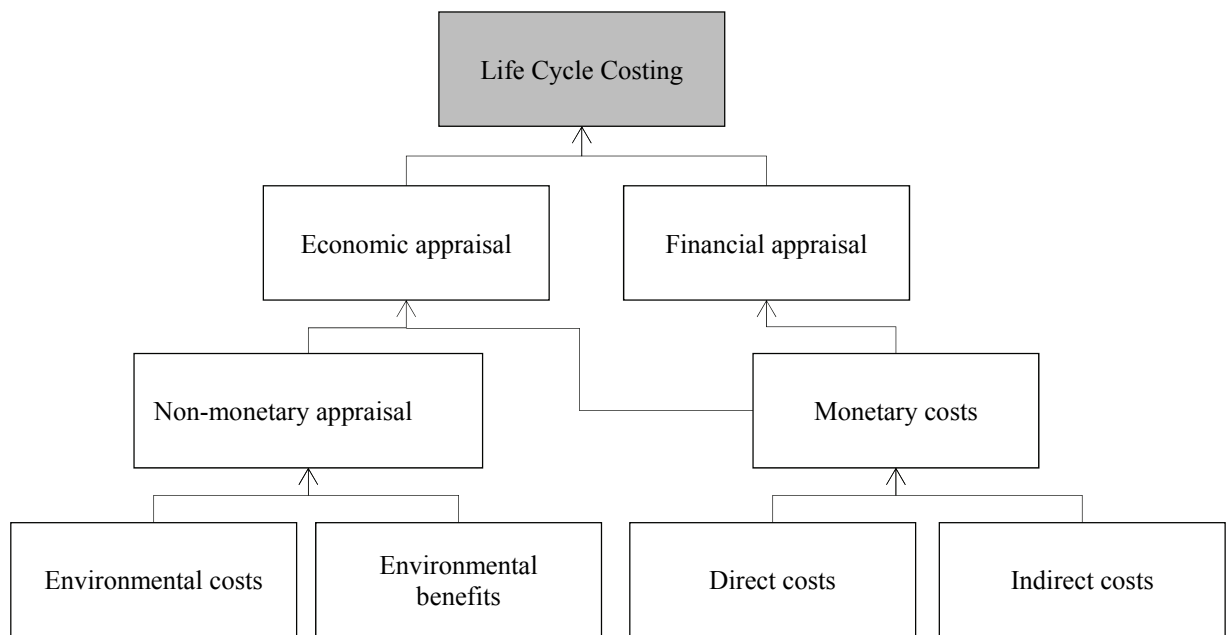 Life Cycle Costing
Economic appraisal
Financial appraisal
Non-monetary appraisal
Monetary costs
Environmental costs
Environmental
benefits
Direct costs
Indirect costs